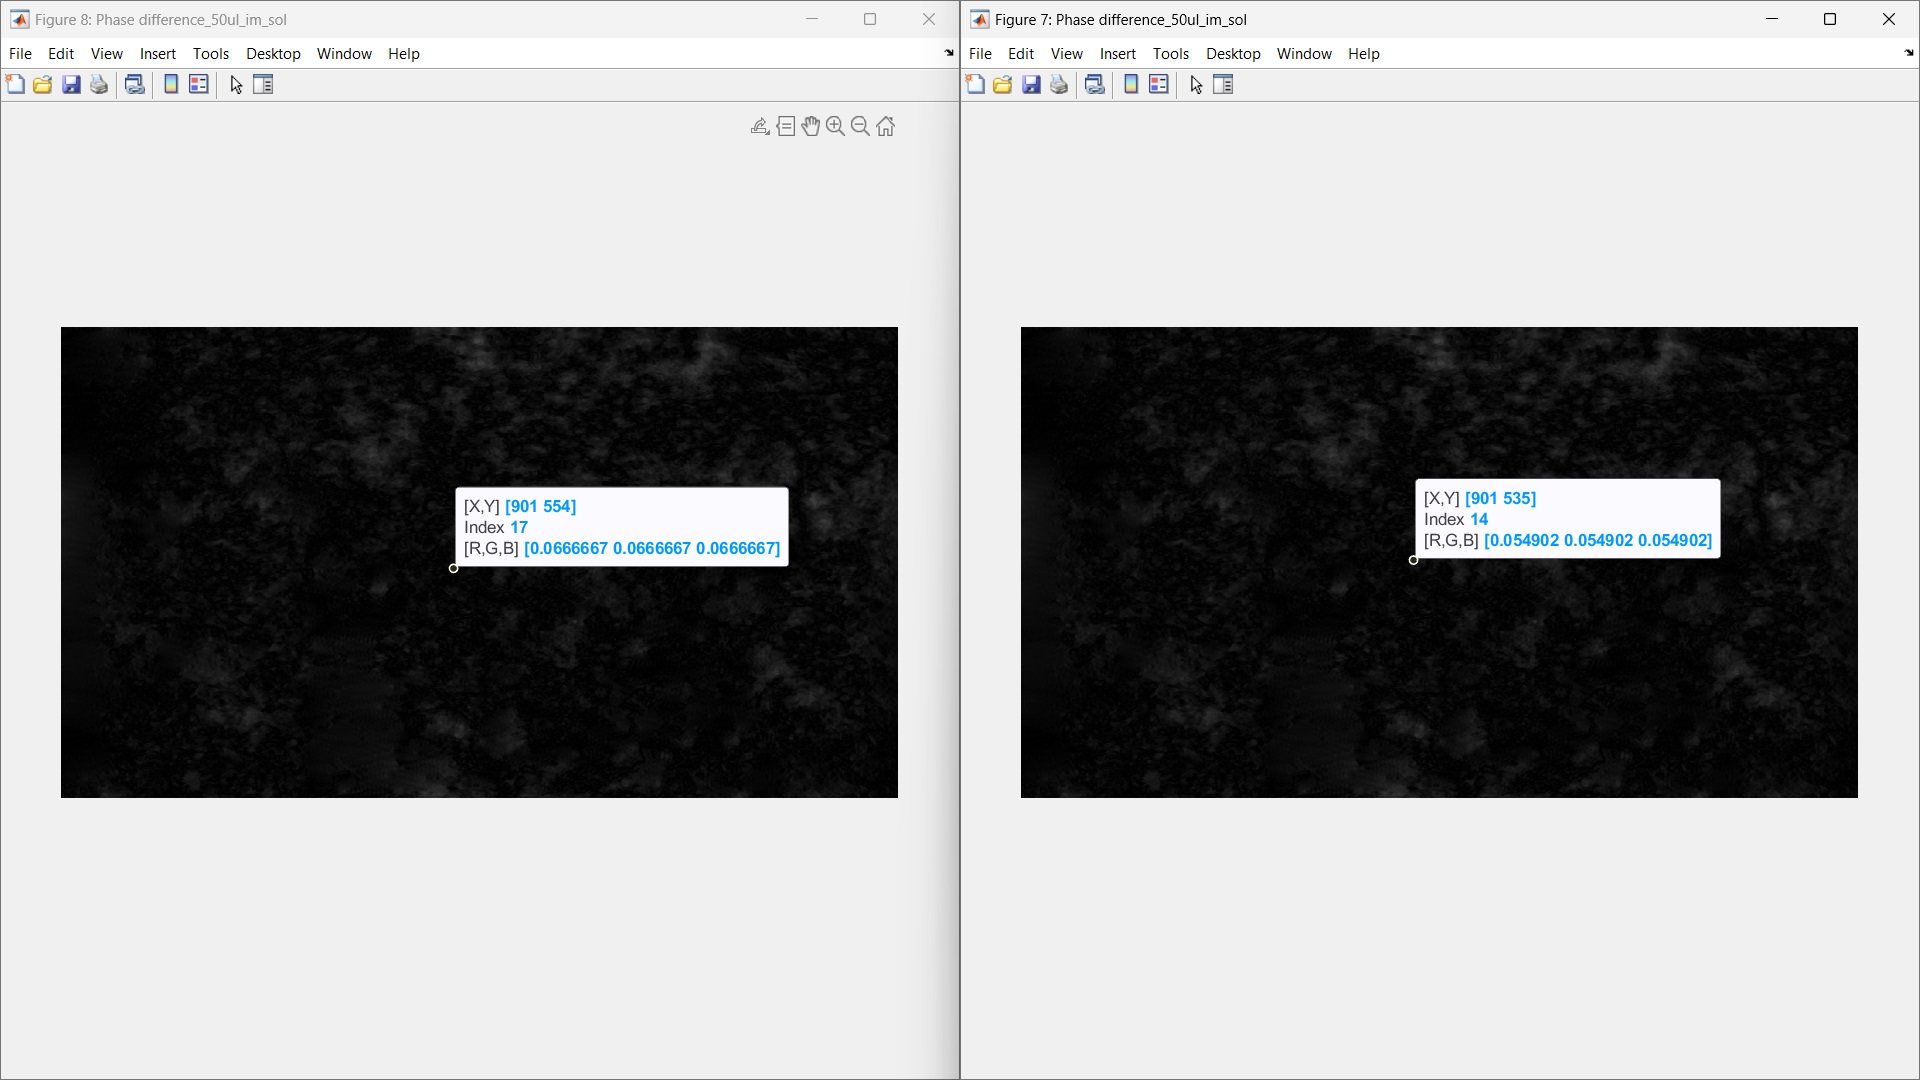 Figure 8: Phase difference_50ul_im_sol
File Edit View Insert Tools Desktop Window Help
[X,Y] [901 554]
Index 17
[R,G,B] [0.0666667 0.0666667 0.0666667]
Figure 7: Phase difference_50ul_im_sol
File Edit View Insert Tools Desktop Window Help
[X,Y] [901 535]
Index 14
[R,G,B] [0.054902 0.054902 0.054902]